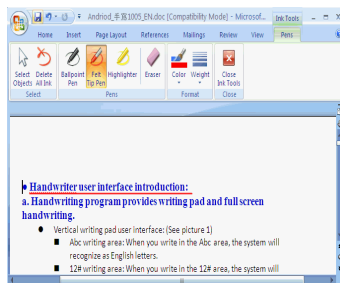 Andriod_手寫1005_EN.doc [Compatibility Mode] - Microsof...
Ink Tools
Home Insert Page Layout References Mailings Review View Pens
Select Objects
Delete All Ink
Ballpoint Pen
Felt Tip Pen
Highlighter
Eraser
Color
Weight
Close Ink Tools
Select Pens Format Close
● Handwriter user interface introduction:
a. Handwriting program provides writing pad and full screen
handwriting.
● Vertical writing pad user interface: (See picture 1)
■ Abc writing area: When you write in the Abc area, the system will
recognize as English letters.
■ 12# writing area: When you write in the 12# area, the system will